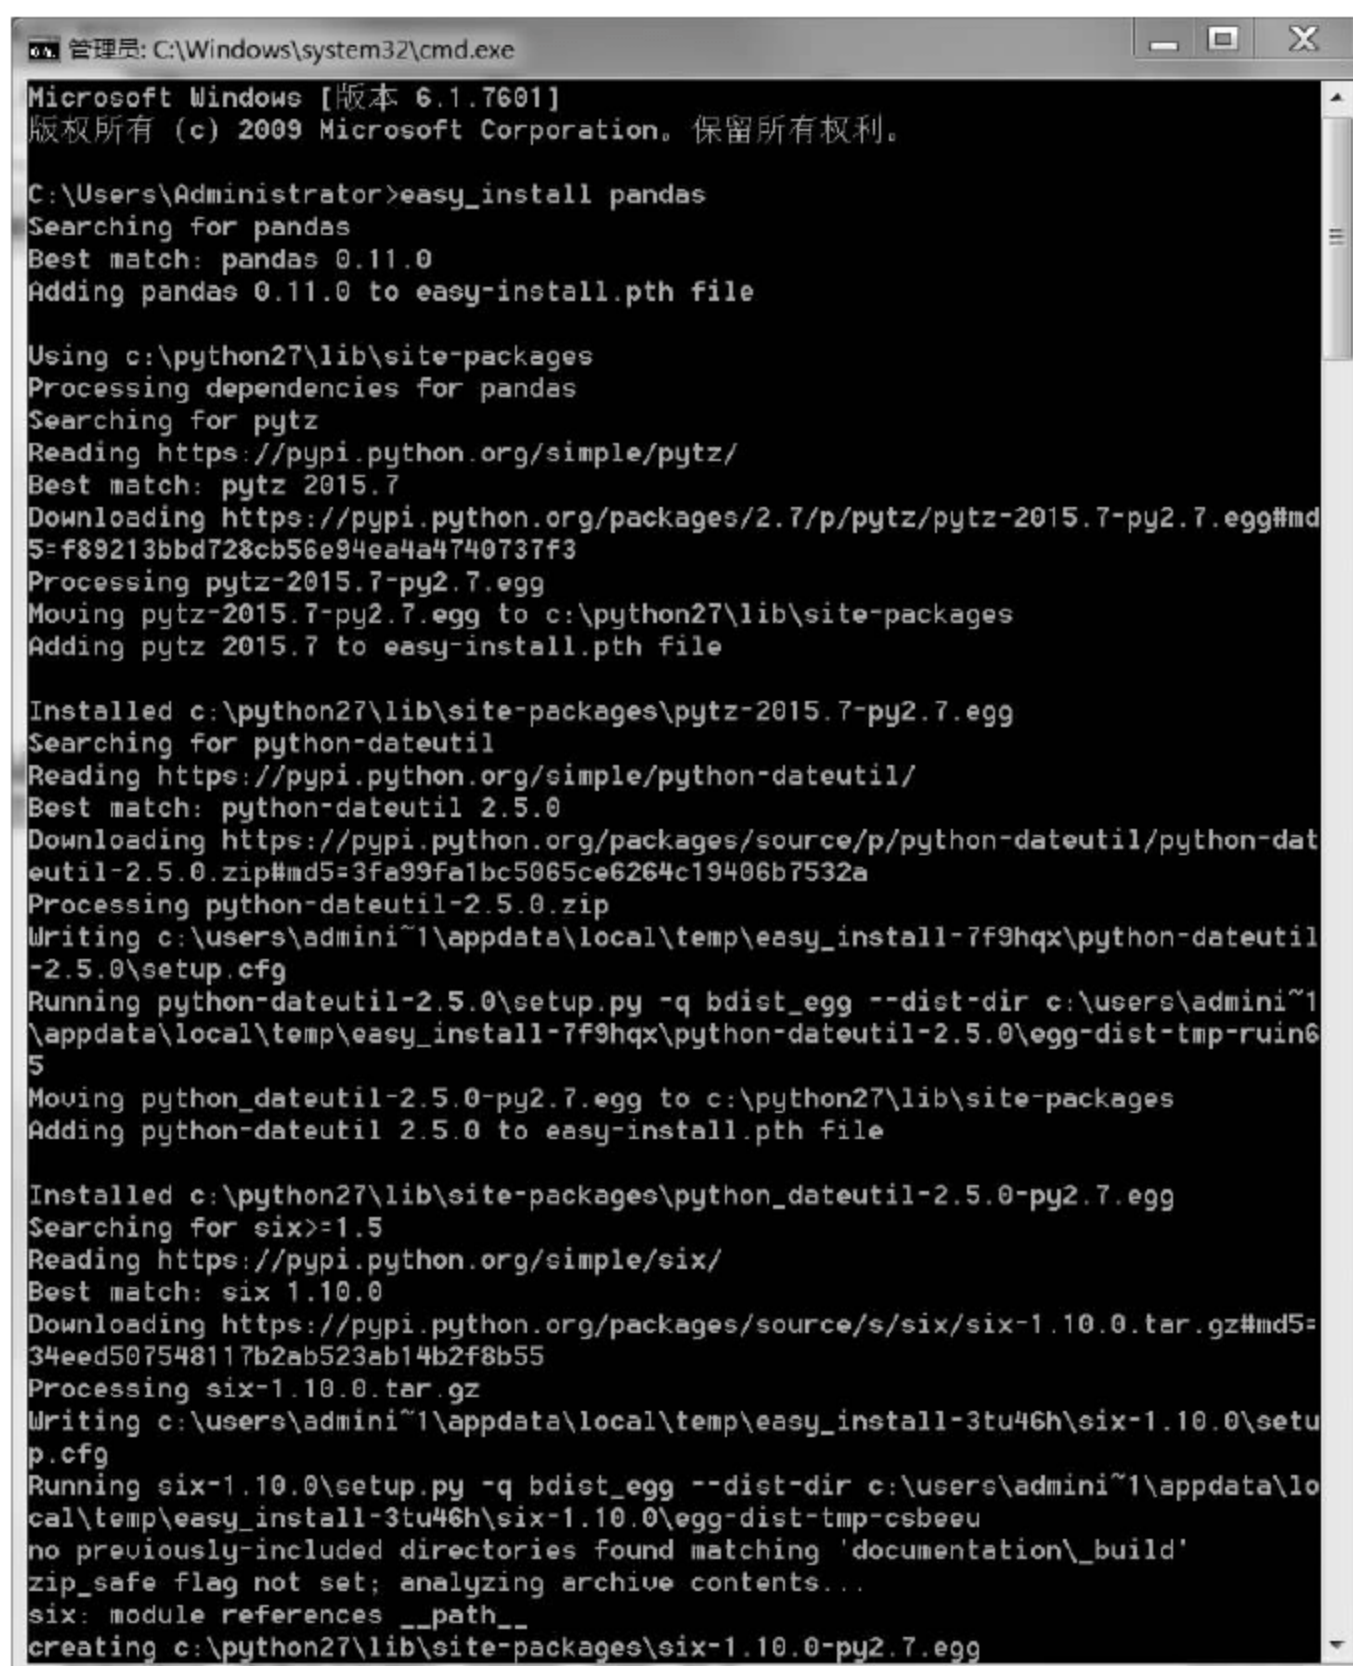 管理员: C:\Windows\system32\cmd.exe
Microsoft Windows [版本 6.1.7601]
版权所有 (c) 2009 Microsoft Corporation。保留所有权利。
C:\Users\Administrator>easy_install pandas
Searching for pandas
Best match: pandas 0.11.0
Adding pandas 0.11.0 to easy-install.pth file
Using c:\python27\lib\site-packages
Processing dependencies for pandas
Searching for pytz
Reading https://pypi.python.org/simple/pytz/
Best match: pytz 2015.7
Downloading https://pypi.python.org/packages/2.7/p/pytz/pytz-2015.7-py2.7.egg#md
5=f89213bbd728cb56e94ea4a4740737f3
Processing pytz-2015.7-py2.7.egg
Moving pytz-2015.7-py2.7.egg to c:\python27\lib\site-packages
Adding pytz 2015.7 to easy-install.pth file
Installed c:\python27\lib\site-packages\pytz-2015.7-py2.7.egg
Searching for python-dateutil
Reading https://pypi.python.org/simple/python-dateutil/
Best match: python-dateutil 2.5.0
Downloading https://pypi.python.org/packages/source/p/python-dateutil/python-dat
eutil-2.5.0.zip#md5=3fa99fa1bc5065ce6264c19406b7532a
Processing python-dateutil-2.5.0.zip
Writing c:\users\admini~1\appdata\local\temp\easy_install-7f9hqx\python-dateutil
-2.5.0\setup.cfg
Running python-dateutil-2.5.0\setup.py -q bdist_egg --dist-dir c:\users\admini~1
\appdata\local\temp\easy_install-7f9hqx\python-dateutil-2.5.0\egg-dist-tmp-ruin6
5
Moving python_dateutil-2.5.0-py2.7.egg to c:\python27\lib\site-packages
Adding python-dateutil 2.5.0 to easy-install.pth file
Installed c:\python27\lib\site-packages\python_dateutil-2.5.0-py2.7.egg
Searching for six>=1.5
Reading https://pypi.python.org/simple/six/
Best match: six 1.10.0
Downloading https://pypi.python.org/packages/source/s/six/six-1.10.0.tar.gz#md5=
34eed507548117b2ab523ab14b2f8b55
Processing six-1.10.0.tar.gz
Writing c:\users\admini~1\appdata\local\temp\easy_install-3tu46h\six-1.10.0\setu
p.cfg
Running six-1.10.0\setup.py -q bdist_egg --dist-dir c:\users\admini~1\appdata\lo
cal\temp\easy_install-3tu46h\six-1.10.0\egg-dist-tmp-csbeeu
no previously-included directories found matching 'documentation\_build'
zip_safe flag not set; analyzing archive contents...
six: module references __path__
creating c:\python27\lib\site-packages\six-1.10.0-py2.7.egg